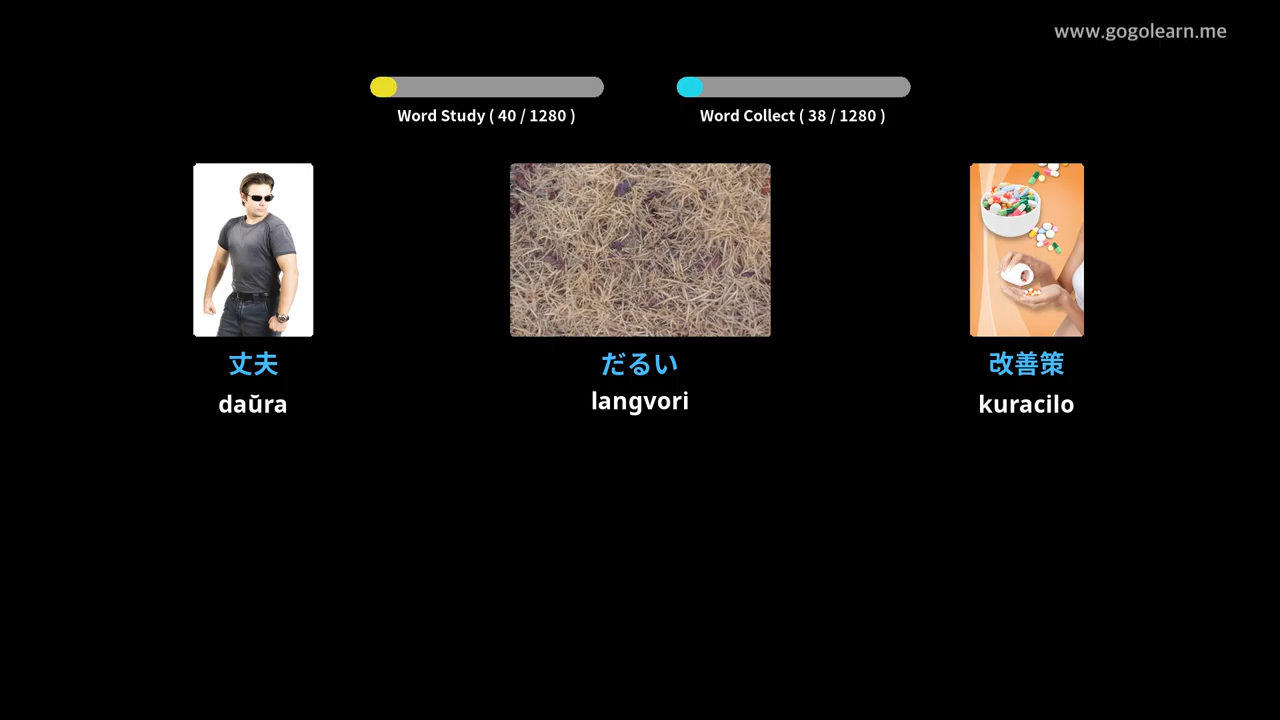 www.gogolearn.me
Word Study ( 40 / 1280 )
Word Collect ( 38 / 1280 )
丈夫
だるい
改善策
daŭra
langvori
kuracilo